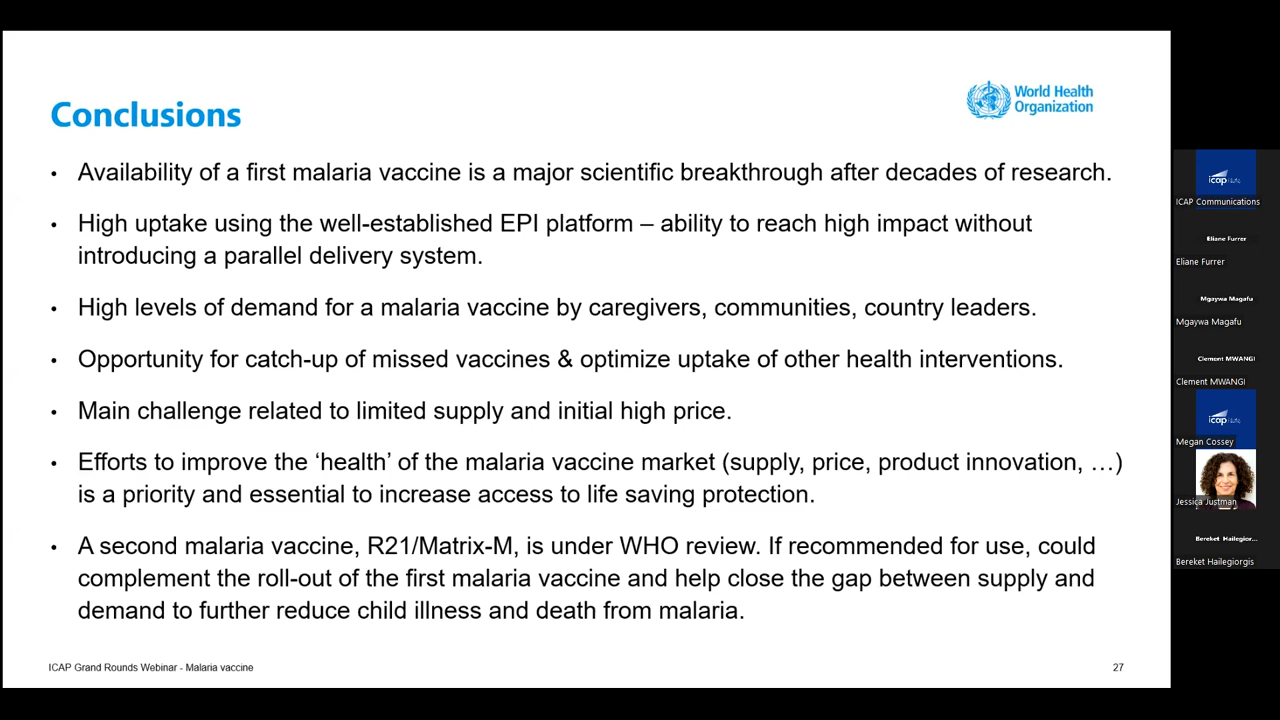 Conclusions
World Health
Organization
• Availability of a first malaria vaccine is a major scientific breakthrough after decades of research.
• High uptake using the well-established EPI platform – ability to reach high impact without
introducing a parallel delivery system.
• High levels of demand for a malaria vaccine by caregivers, communities, country leaders.
• Opportunity for catch-up of missed vaccines & optimize uptake of other health interventions.
• Main challenge related to limited supply and initial high price.
• Efforts to improve the ‘health’ of the malaria vaccine market (supply, price, product innovation, …)
is a priority and essential to increase access to life saving protection.
• A second malaria vaccine, R21/Matrix-M, is under WHO review. If recommended for use, could
complement the roll-out of the first malaria vaccine and help close the gap between supply and
demand to further reduce child illness and death from malaria.
ICAP Grand Rounds Webinar - Malaria vaccine
27
icap
ICAP Communications
Eliane Furrer
Eliane Furrer
Mgaywa Magafu
Mgaywa Magafu
Clement MWANGI
Clement MWANGI
icap
Megan Cossey
Jessica Justman
Bereket Hailegior...
Bereket Hailegiorgis